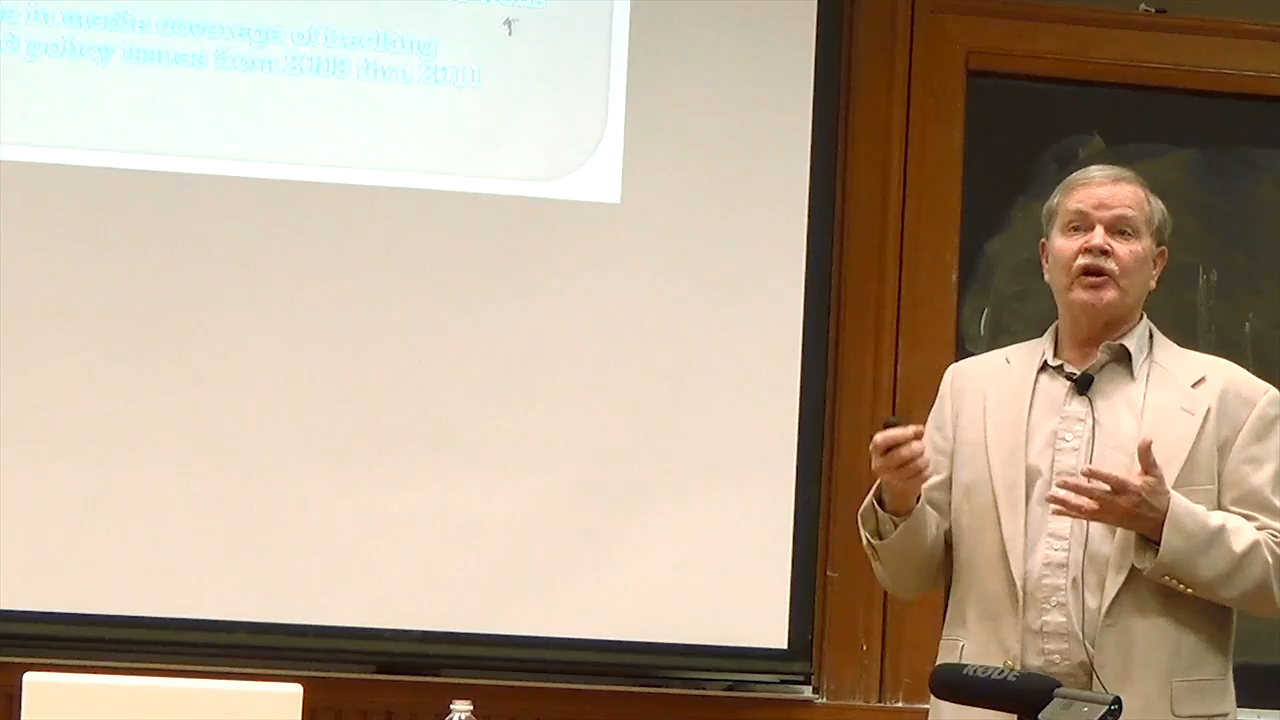 in media coverage of fracking
policy issues from 2009 thru 2011
RØDE